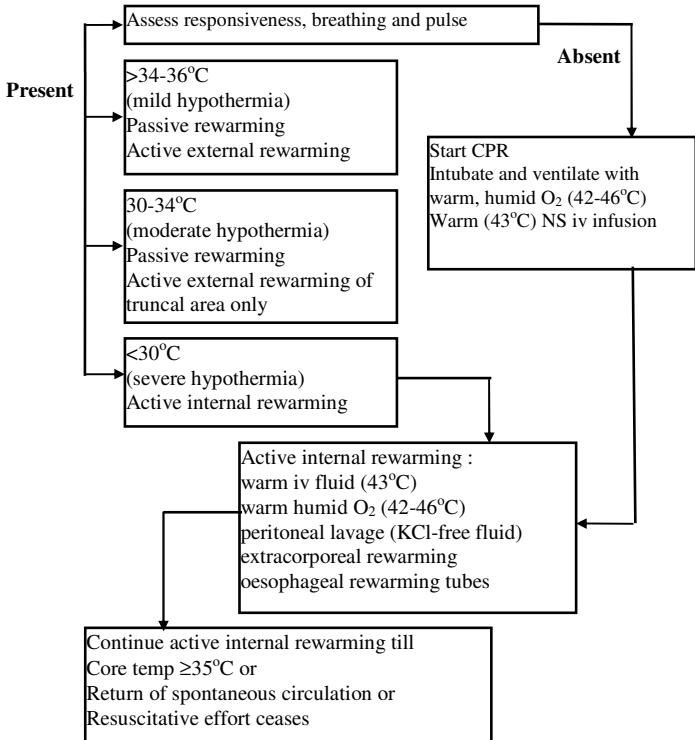 Assess responsiveness, breathing and pulse
Present
Absent
>34-36°C
(mild hypothermia)
Passive rewarming
Active external rewarming
Start CPR
Intubate and ventilate with
warm, humid O₂ (42-46°C)
Warm (43°C) NS iv infusion
30-34°C
(moderate hypothermia)
Passive rewarming
Active external rewarming of
truncal area only
<30°C
(severe hypothermia)
Active internal rewarming
Active internal rewarming :
warm iv fluid (43°C)
warm humid O₂ (42-46°C)
peritoneal lavage (KCl-free fluid)
extracorporeal rewarming
oesophageal rewarming tubes
Continue active internal rewarming till
Core temp ≥35°C or
Return of spontaneous circulation or
Resuscitative effort ceases